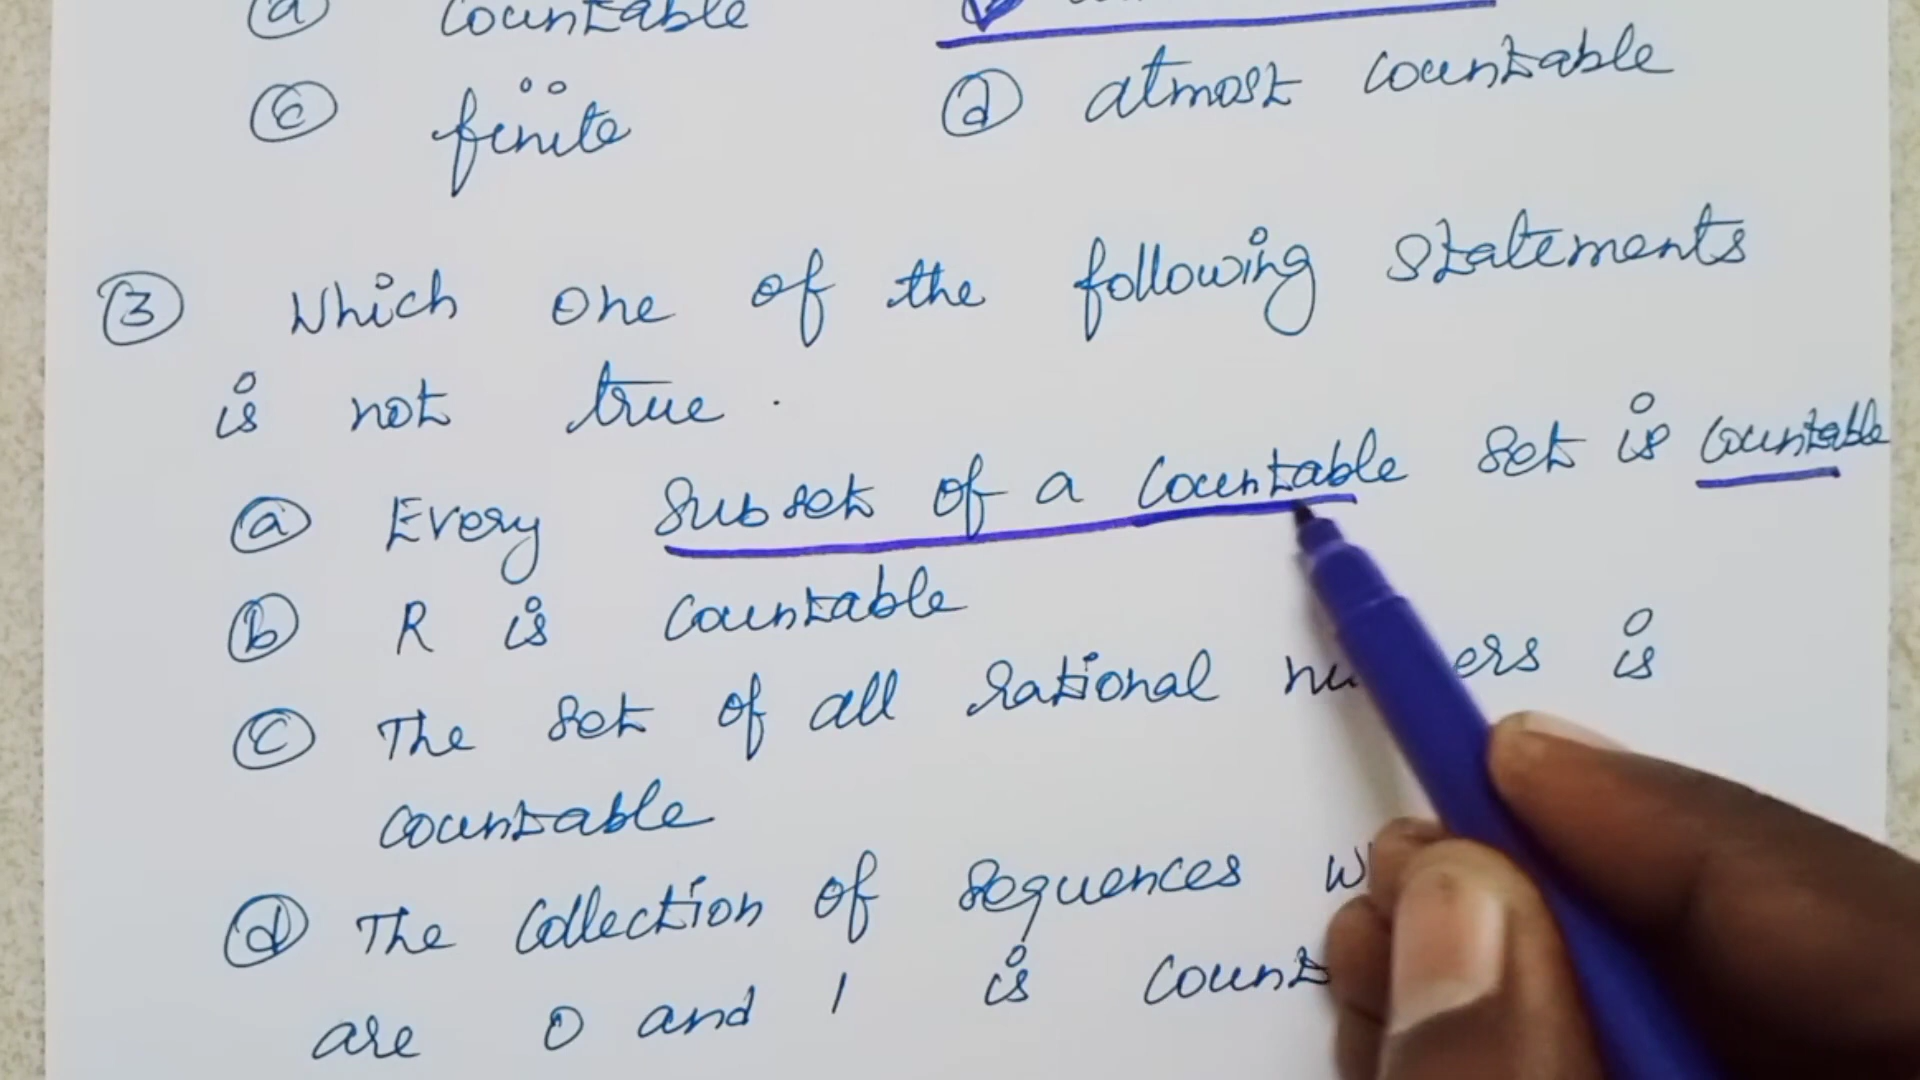 ⓐ Countable
ⓒ finite ⓓ atmost countable
③ Which one of the following statements
is not true.
ⓐ Every subset of a countable set is countable
ⓑ R is countable
ⓒ The set of all rational is
countable
ⓓ The collection of sequences
are 0 and 1 is